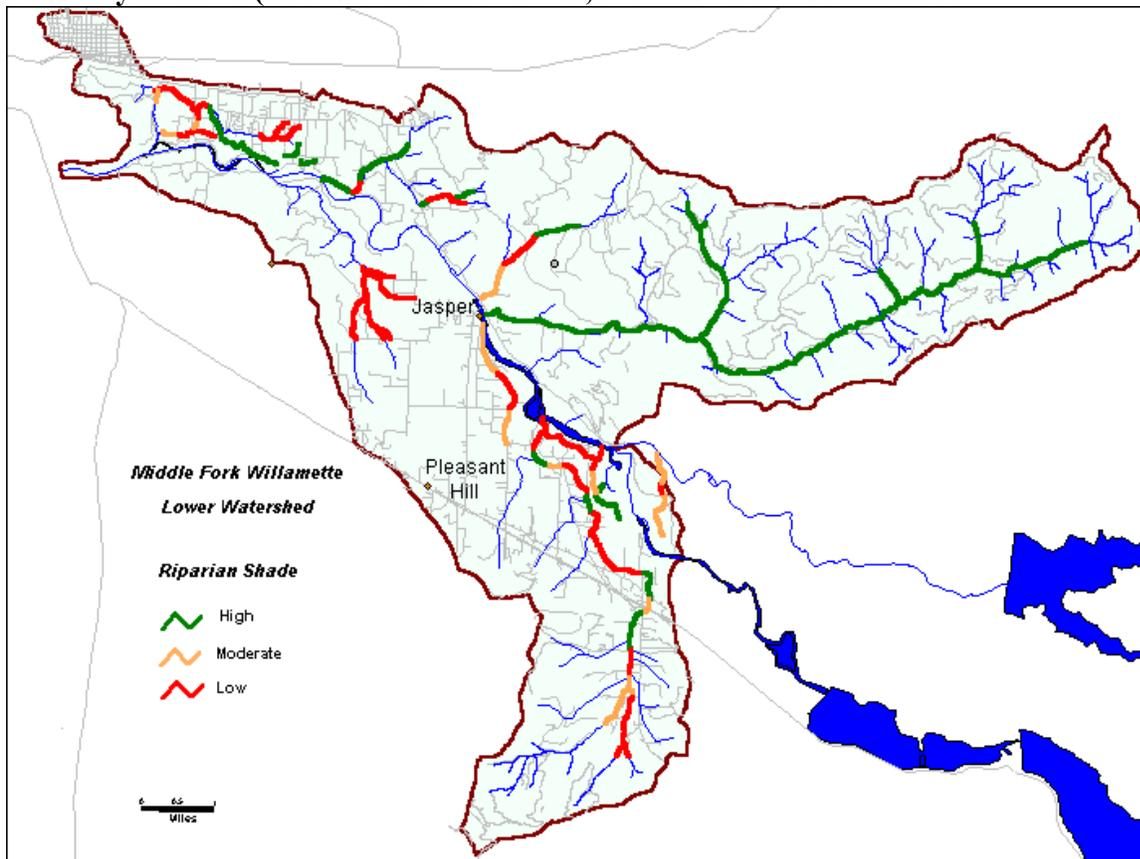 Jasper
Pleasant
Hill
Middle Fork Willamette
Lower Watershed
Riparian Shade
High
Moderate
Low
Miles